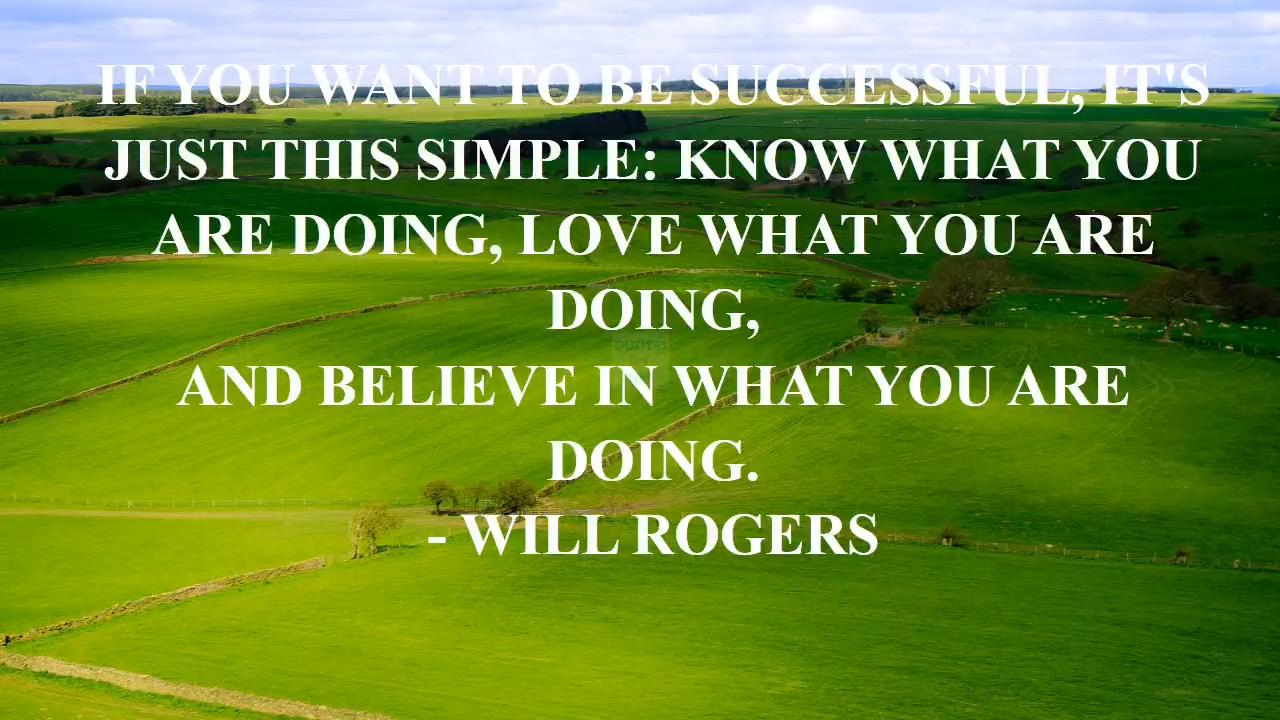 IF YOU WANT TO BE SUCCESSFUL, IT'S
JUST THIS SIMPLE: KNOW WHAT YOU
ARE DOING, LOVE WHAT YOU ARE
DOING,
AND BELIEVE IN WHAT YOU ARE
DOING.
- WILL ROGERS